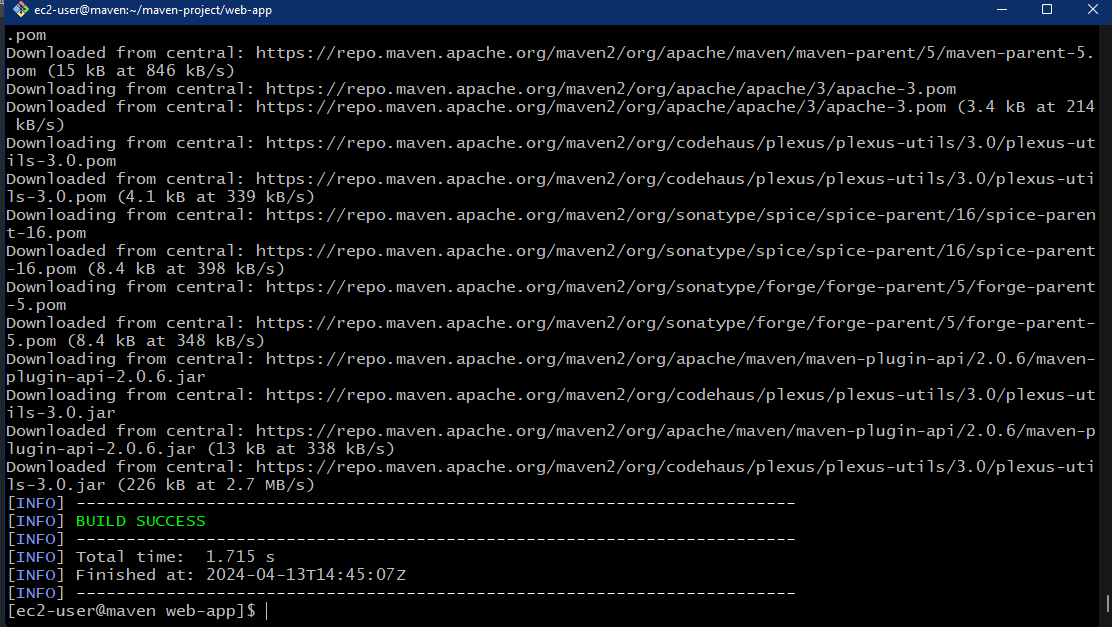 ec2-user@maven:~/maven-project/web-app
.pom
Downloaded from central: https://repo.maven.apache.org/maven2/org/apache/maven/maven-parent/5/maven-parent-5.
pom (15 kB at 846 kB/s)
Downloading from central: https://repo.maven.apache.org/maven2/org/apache/apache/3/apache-3.pom
Downloaded from central: https://repo.maven.apache.org/maven2/org/apache/apache/3/apache-3.pom (3.4 kB at 214
 kB/s)
Downloading from central: https://repo.maven.apache.org/maven2/org/codehaus/plexus/plexus-utils/3.0/plexus-ut
ils-3.0.pom
Downloaded from central: https://repo.maven.apache.org/maven2/org/codehaus/plexus/plexus-utils/3.0/plexus-uti
ls-3.0.pom (4.1 kB at 339 kB/s)
Downloading from central: https://repo.maven.apache.org/maven2/org/sonatype/spice/spice-parent/16/spice-paren
t-16.pom
Downloaded from central: https://repo.maven.apache.org/maven2/org/sonatype/spice/spice-parent/16/spice-parent
-16.pom (8.4 kB at 398 kB/s)
Downloading from central: https://repo.maven.apache.org/maven2/org/sonatype/forge/forge-parent/5/forge-parent
-5.pom
Downloaded from central: https://repo.maven.apache.org/maven2/org/sonatype/forge/forge-parent/5/forge-parent-
5.pom (8.4 kB at 348 kB/s)
Downloading from central: https://repo.maven.apache.org/maven2/org/apache/maven/maven-plugin-api/2.0.6/maven-
plugin-api-2.0.6.jar
Downloading from central: https://repo.maven.apache.org/maven2/org/codehaus/plexus/plexus-utils/3.0/plexus-ut
ils-3.0.jar
Downloaded from central: https://repo.maven.apache.org/maven2/org/apache/maven/maven-plugin-api/2.0.6/maven-p
lugin-api-2.0.6.jar (13 kB at 338 kB/s)
Downloaded from central: https://repo.maven.apache.org/maven2/org/codehaus/plexus/plexus-utils/3.0/plexus-uti
ls-3.0.jar (226 kB at 2.7 MB/s)
[INFO] ------------------------------------------------------------------------
[INFO] BUILD SUCCESS
[INFO] ------------------------------------------------------------------------
[INFO] Total time:  1.715 s
[INFO] Finished at: 2024-04-13T14:45:07Z
[INFO] ------------------------------------------------------------------------
[ec2-user@maven web-app]$